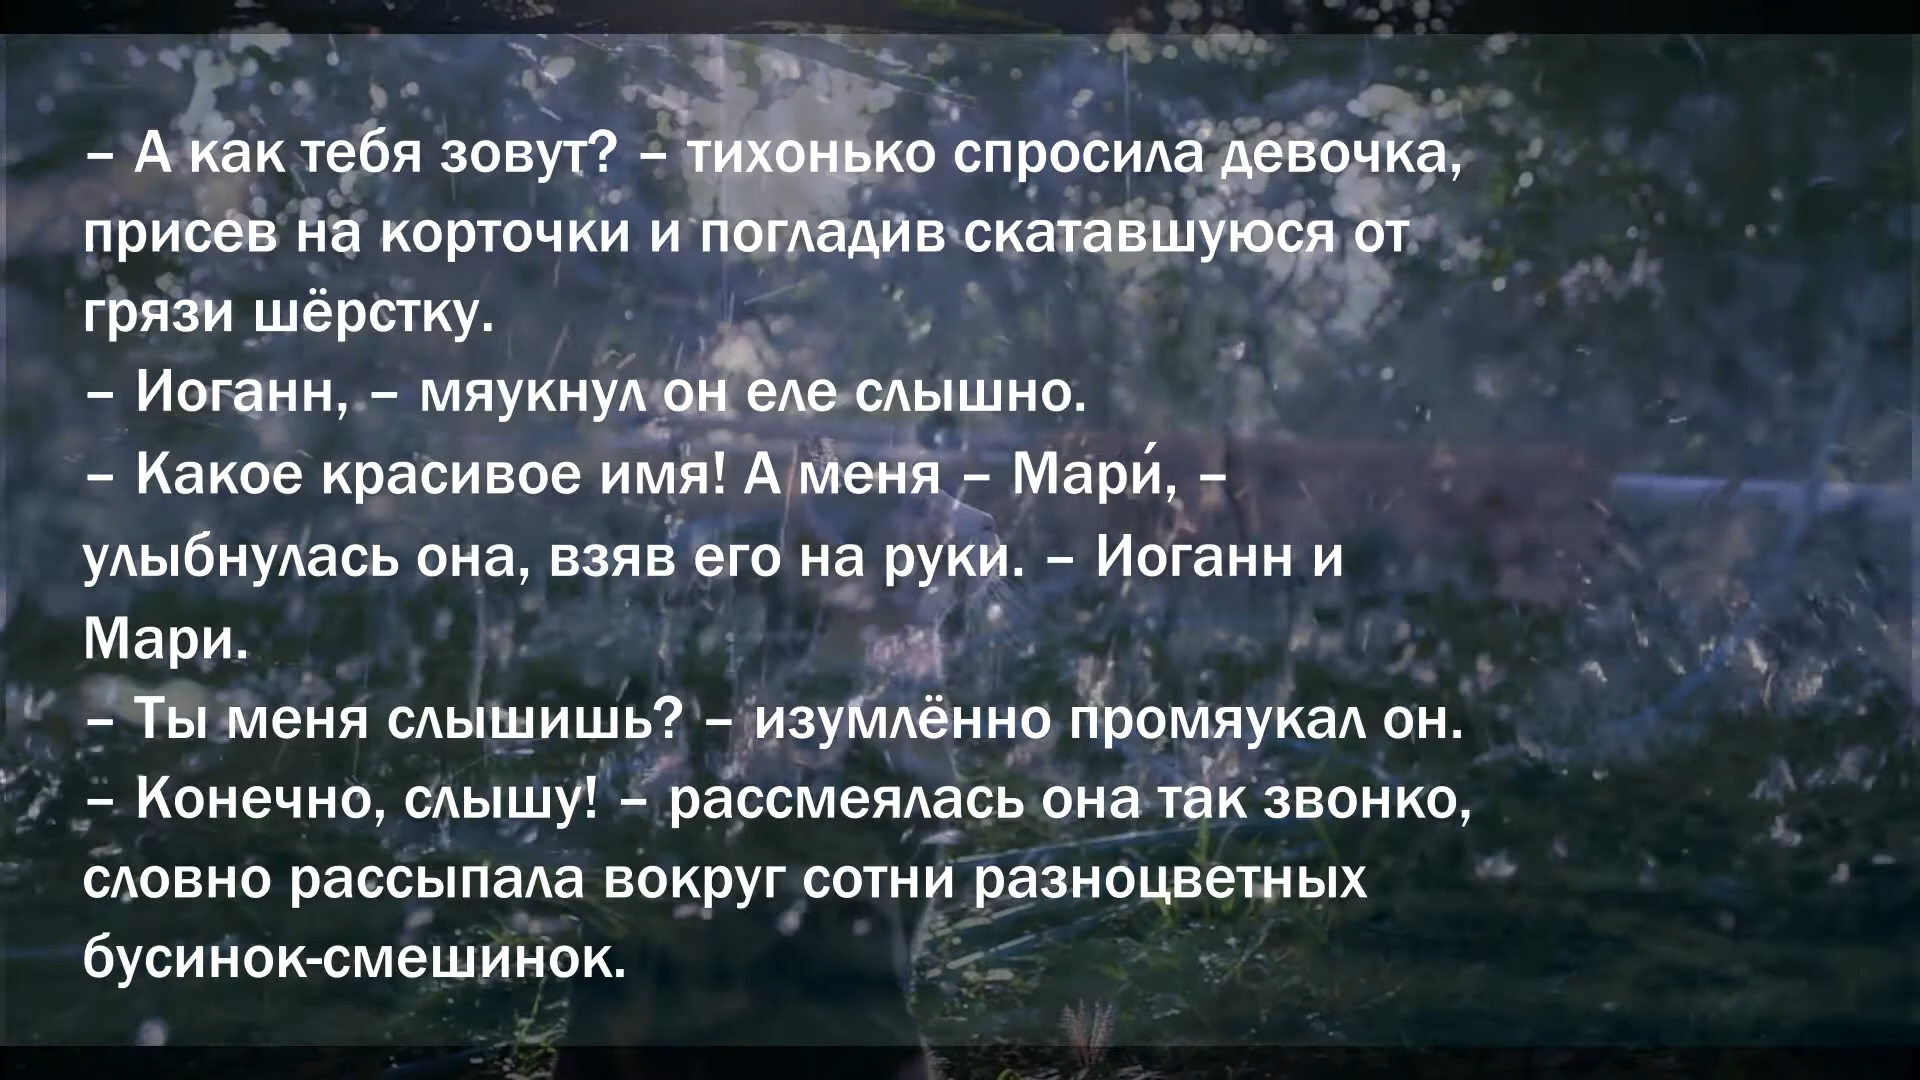 – А как тебя зовут? – тихонько спросила девочка,
присев на корточки и погладив скатавшуюся от
грязи шёрстку.
– Иоганн, – мяукнул он еле слышно.
– Какое красивое имя! А меня – Мари́, –
улыбнулась она, взяв его на руки. – Иоганн и
Мари.
– Ты меня слышишь? – изумлённо промяукал он.
– Конечно, слышу! – рассмеялась она так звонко,
словно рассыпала вокруг сотни разноцветных
бусинок-смешинок.